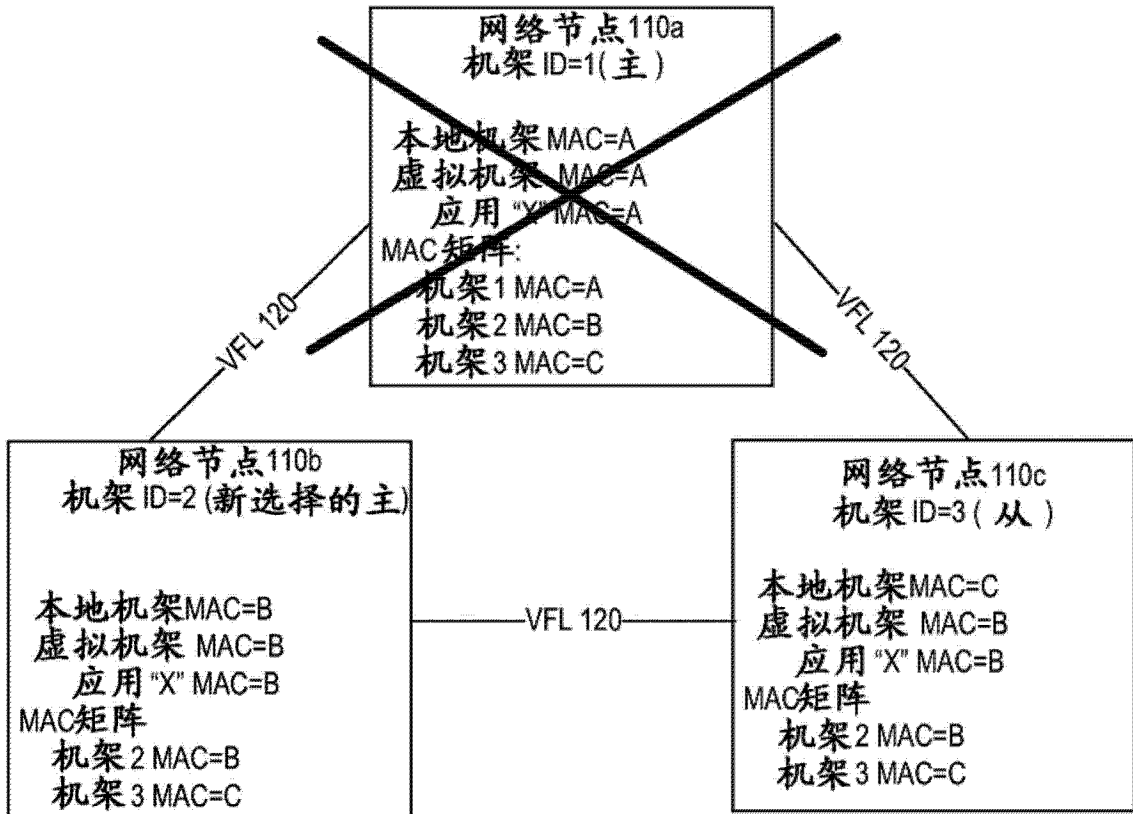 网络节点110a
机架 ID=1(主)
本地机架 MAC=A
虚拟机架 MAC=A
应用 “X” MAC=A
MAC 矩阵:
机架1 MAC=A
机架2 MAC=B
机架3 MAC=C
VFL 120
VFL 120
网络节点110b
机架 ID=2 (新选择的主)
本地机架MAC=B
虚拟机架 MAC=B
应用 “X” MAC=B
MAC矩阵
机架2 MAC=B
机架3 MAC=C
VFL 120
网络节点110c
机架 ID=3 ( 从 )
本地机架MAC=C
虚拟机架 MAC=B
应用 “X” MAC=B
MAC矩阵
机架2 MAC=B
机架3 MAC=C